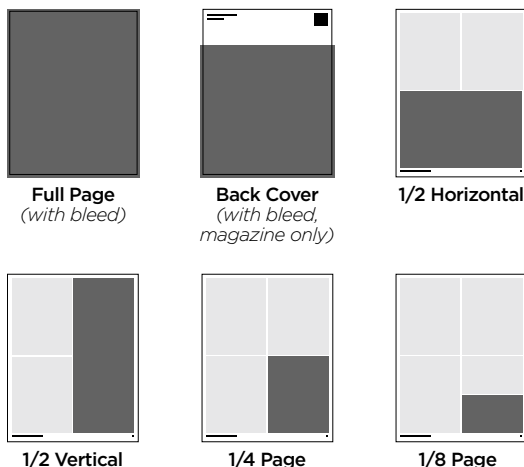 Full Page
(with bleed)
Back Cover
(with bleed,
magazine only)
1/2 Horizontal
1/2 Vertical
1/4 Page
1/8 Page